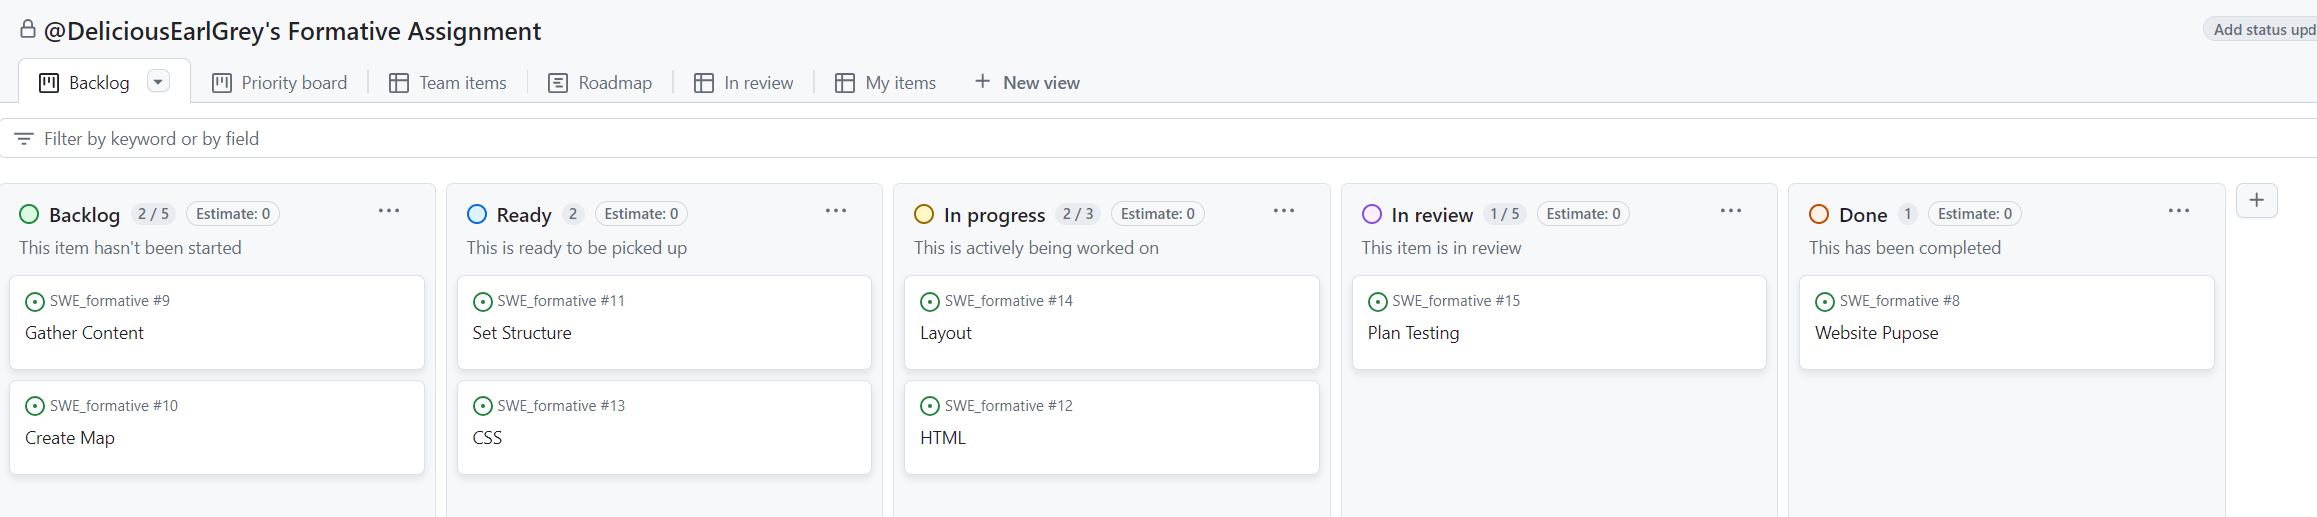 @DeliciousEarlGrey's Formative Assignment
Add status upd
Backlog
Priority board
Team items
Roadmap
In review
My items
New view
Filter by keyword or by field
Backlog 2 / 5 Estimate: 0
This item hasn't been started
SWE_formative #9
Gather Content
SWE_formative #10
Create Map
Ready 2 Estimate: 0
This is ready to be picked up
SWE_formative #11
Set Structure
SWE_formative #13
CSS
In progress 2 / 3 Estimate: 0
This is actively being worked on
SWE_formative #14
Layout
SWE_formative #12
HTML
In review 1 / 5 Estimate: 0
This item is in review
SWE_formative #15
Plan Testing
Done 1 Estimate: 0
This has been completed
SWE_formative #8
Website Pupose